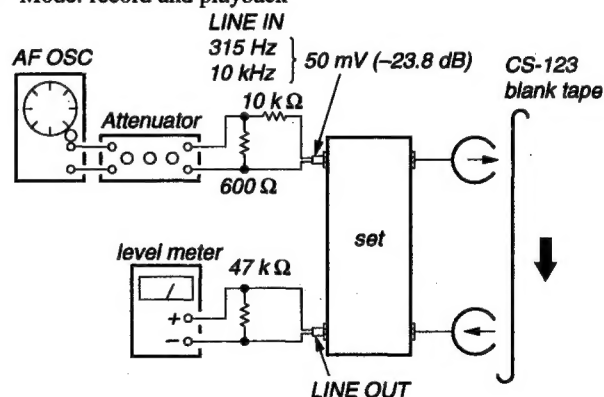 Mode: record and playback
LINE IN
315 Hz
10 kHz
50 mV (–23.8 dB)
AF OSC
Attenuator
10 kΩ
600 Ω
CS-123
blank tape
set
level meter
47 kΩ
+
–
LINE OUT